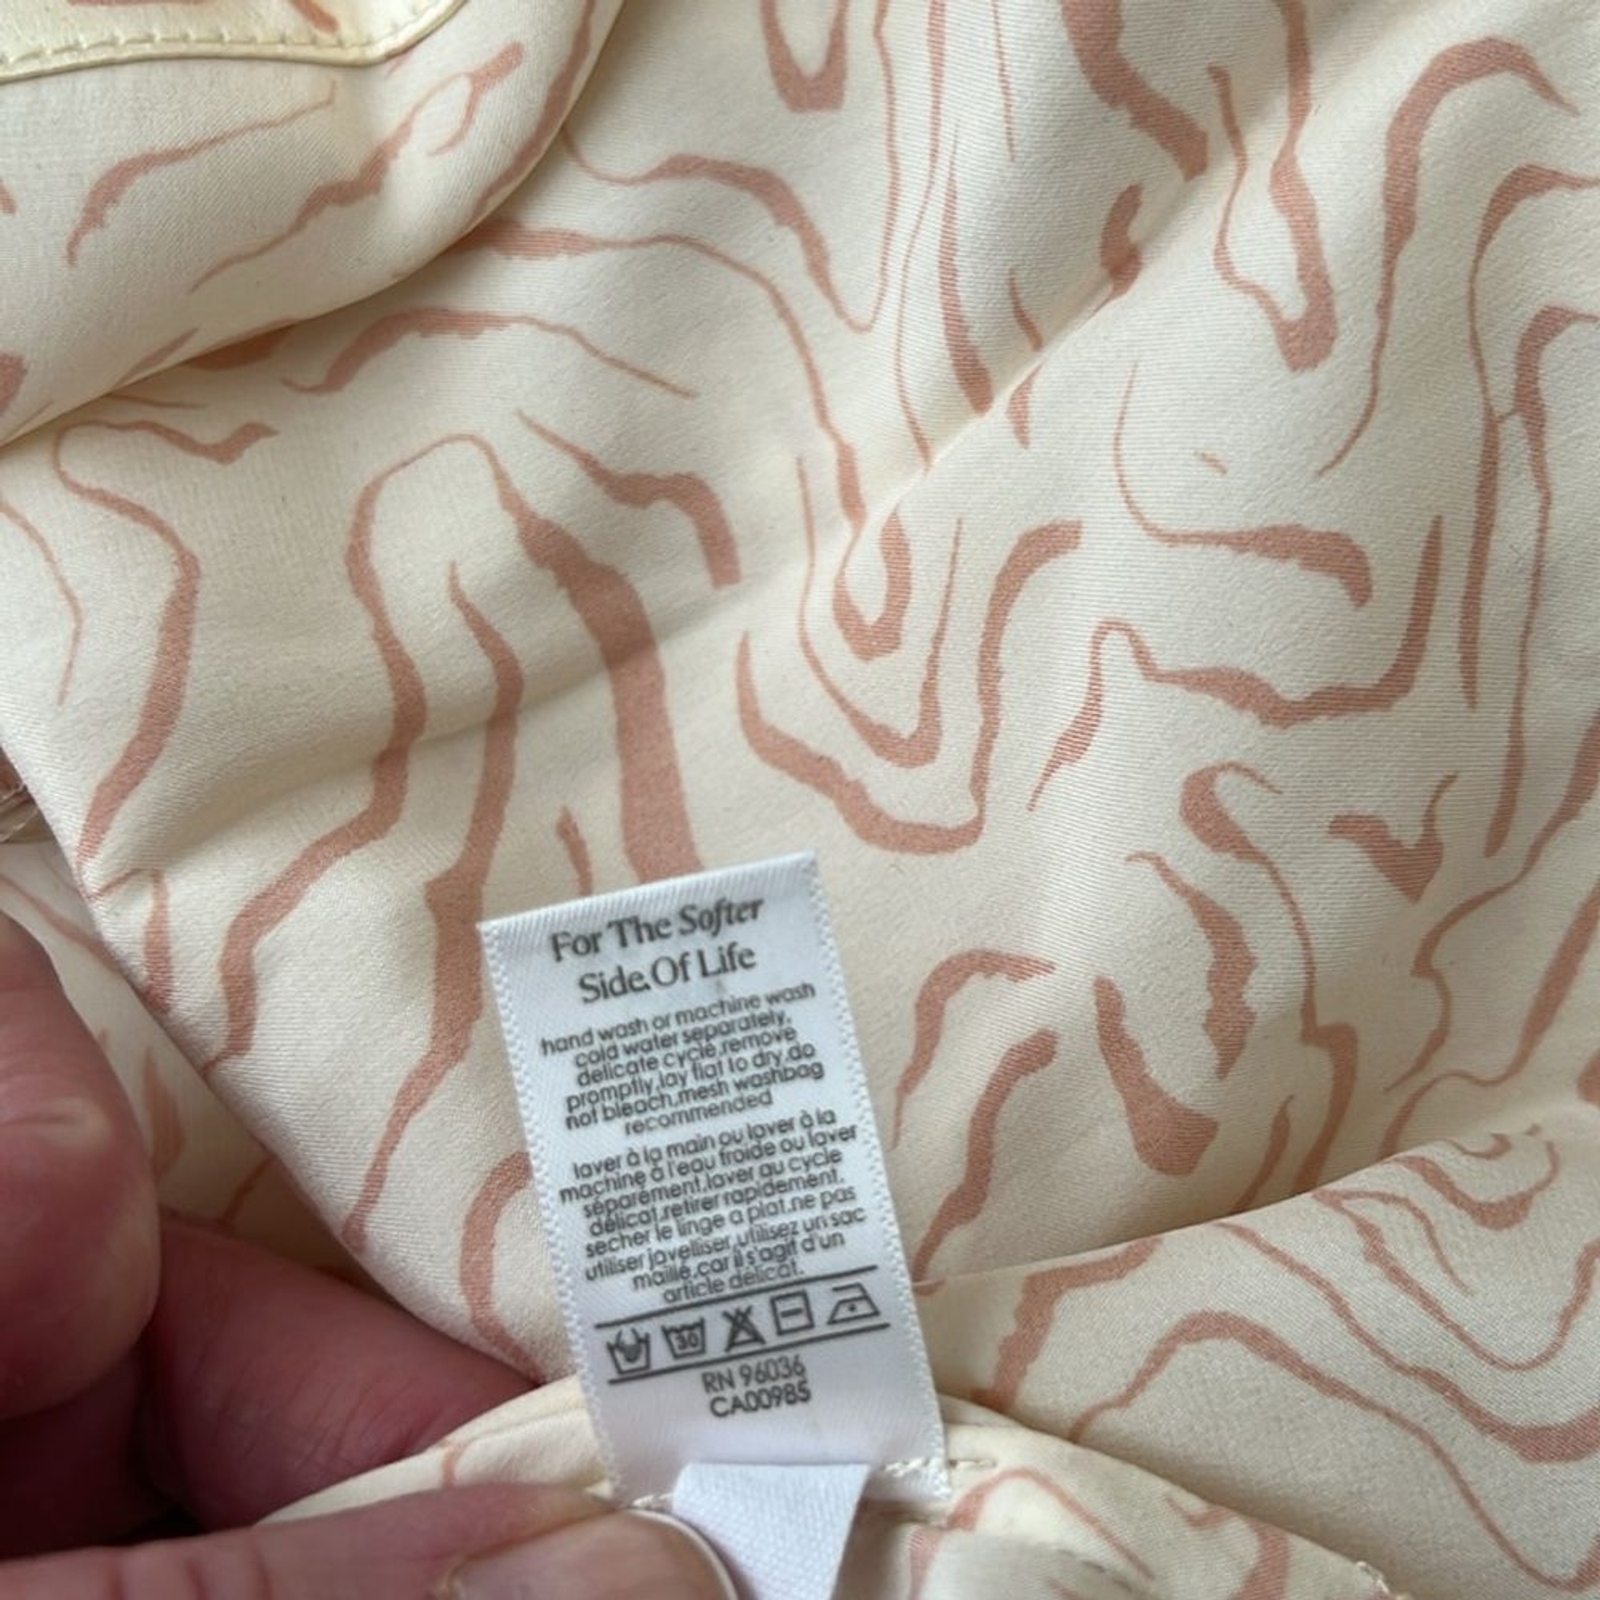 For The Softer
Side Of Life
hand wash or machine wash
cold water separately,
delicate cycle,remove
promptly,lay flat to dry,do
not bleach.mesh washbag
recommended
laver à la main ou laver à la
machine à l'eau froide ou laver
séparément.laver au cycle
délicat.retirer rapidement.
secher le linge a plat.ne pas
utiliser javelliser.utilisez un sac
maille.car il s'agit d'un
article délicat.
30
RN 96036
CA00985